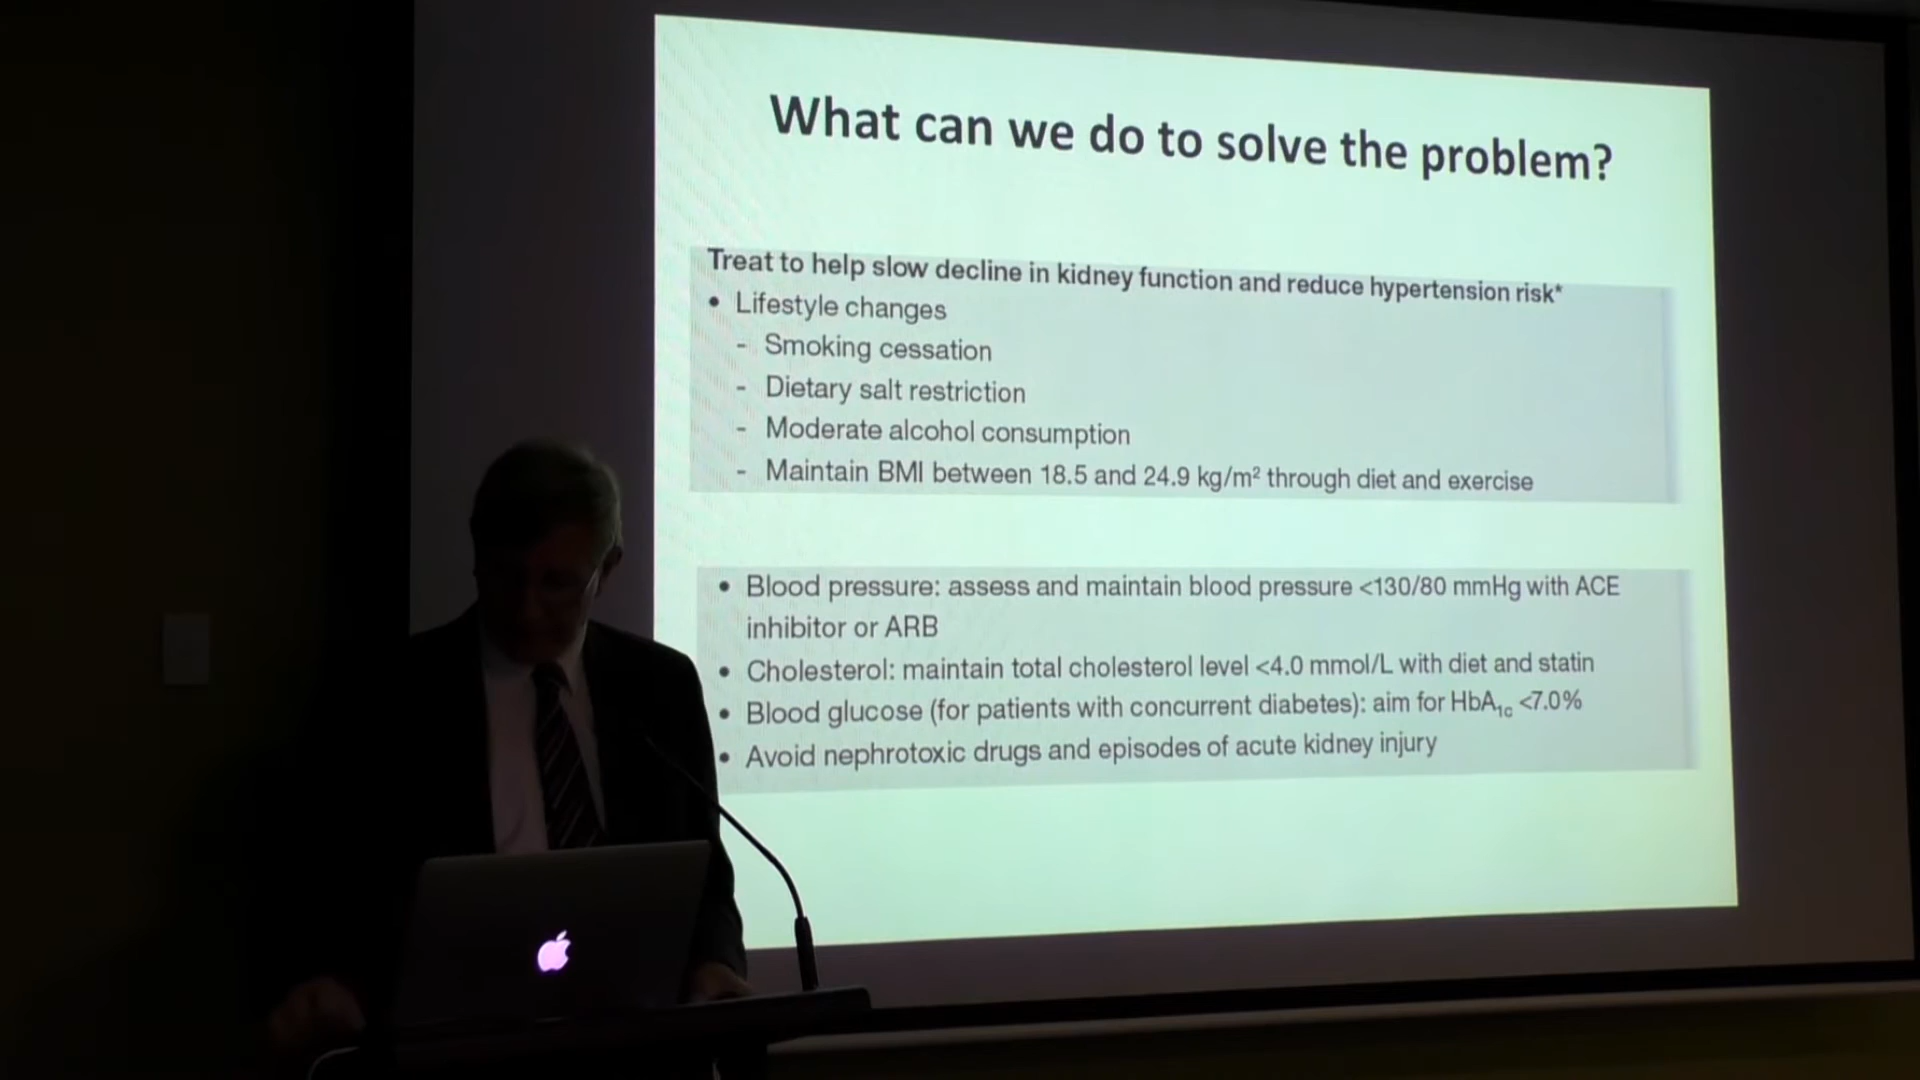 What can we do to solve the problem?
Treat to help slow decline in kidney function and reduce hypertension risk*
• Lifestyle changes
- Smoking cessation
- Dietary salt restriction
- Moderate alcohol consumption
- Maintain BMI between 18.5 and 24.9 kg/m² through diet and exercise
• Blood pressure: assess and maintain blood pressure <130/80 mmHg with ACE
inhibitor or ARB
• Cholesterol: maintain total cholesterol level <4.0 mmol/L with diet and statin
• Blood glucose (for patients with concurrent diabetes): aim for HbA₁c <7.0%
• Avoid nephrotoxic drugs and episodes of acute kidney injury